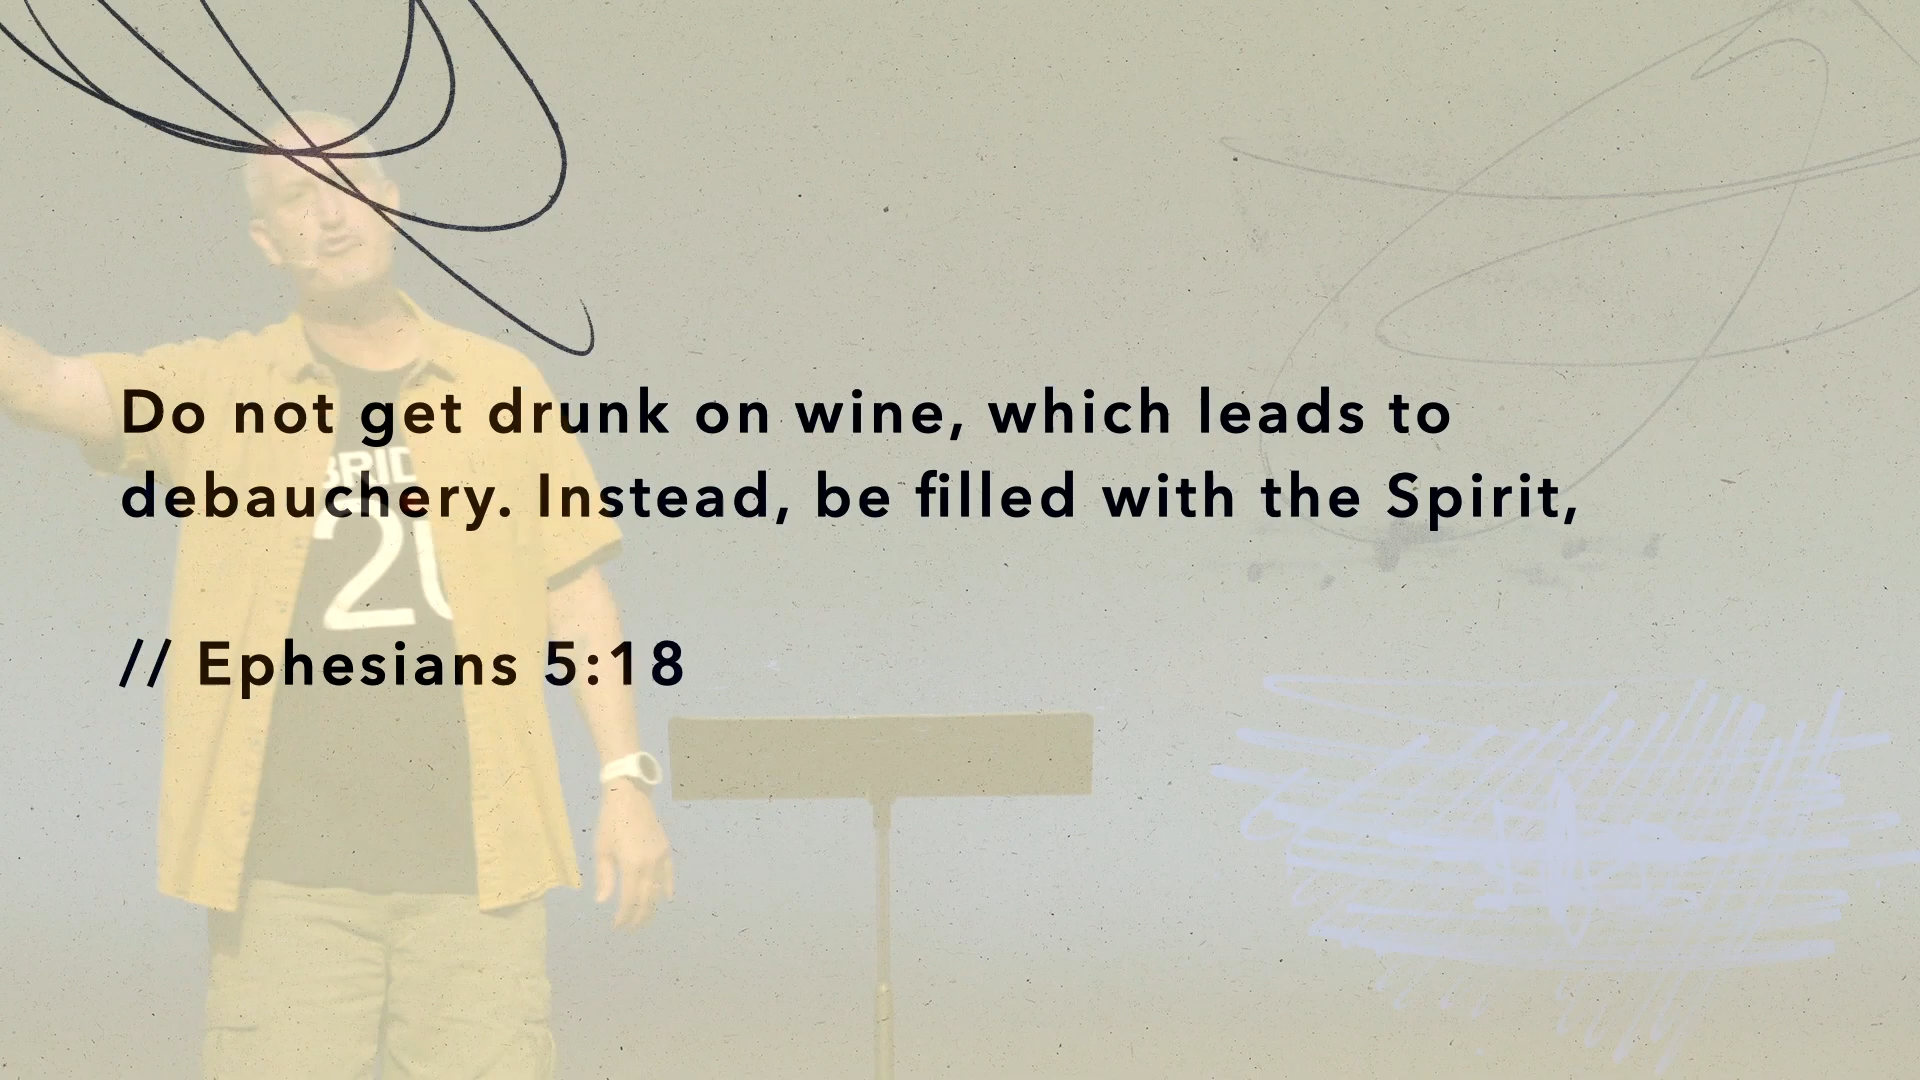 Do not get drunk on wine, which leads to
debauchery. Instead, be filled with the Spirit,
// Ephesians 5:18